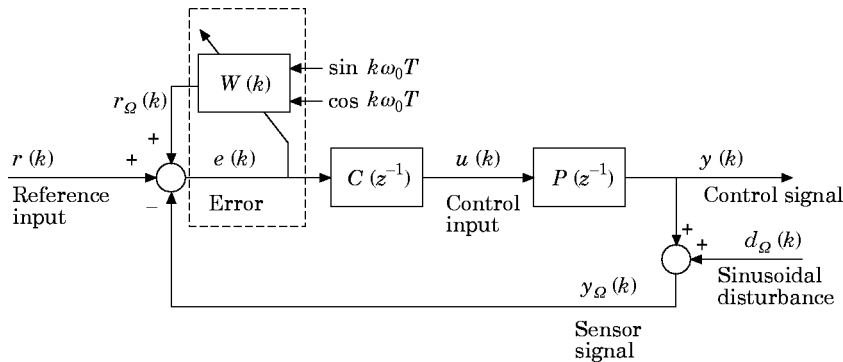 W (k)
sin kω₀T
cos kω₀T
r_Ω (k)
+
r (k)
+
e (k)
C (z⁻¹)
u (k)
P (z⁻¹)
y (k)
Reference
input
−
Error
Control
input
Control signal
+
+
d_Ω (k)
Sinusoidal
disturbance
y_Ω (k)
Sensor
signal